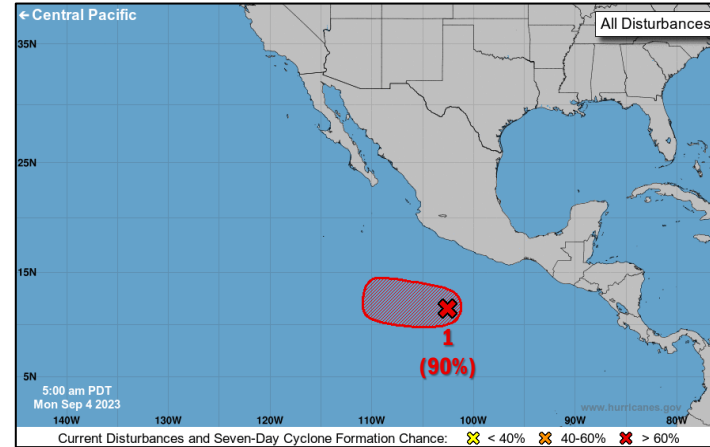 ← Central Pacific
All Disturbances
35N
25N
15N
1
(90%)
5N
5:00 am PDT
Mon Sep 4 2023
www.hurricanes.gov
140W 130W 120W 110W 100W 90W 80W
Current Disturbances and Seven-Day Cyclone Formation Chance: < 40% 40-60% > 60%